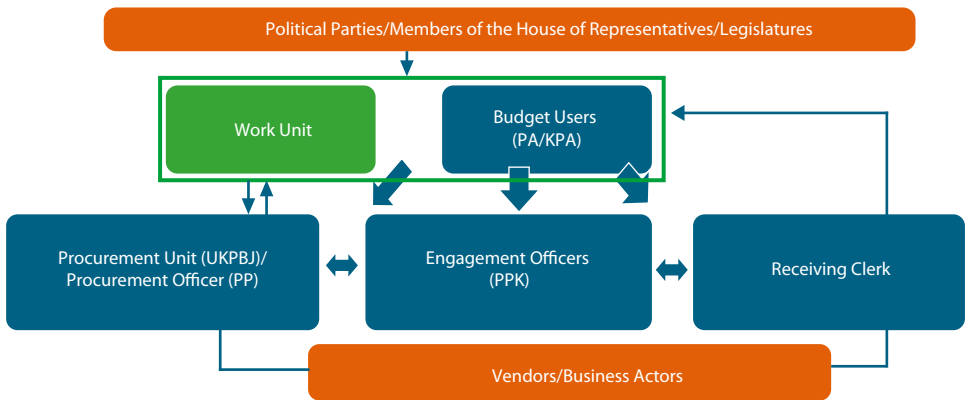 Political Parties/Members of the House of Representatives/Legislatures
Work Unit
Budget Users
(PA/KPA)
Procurement Unit (UKPBJ)/
Procurement Officer (PP)
Engagement Officers
(PPK)
Receiving Clerk
Vendors/Business Actors